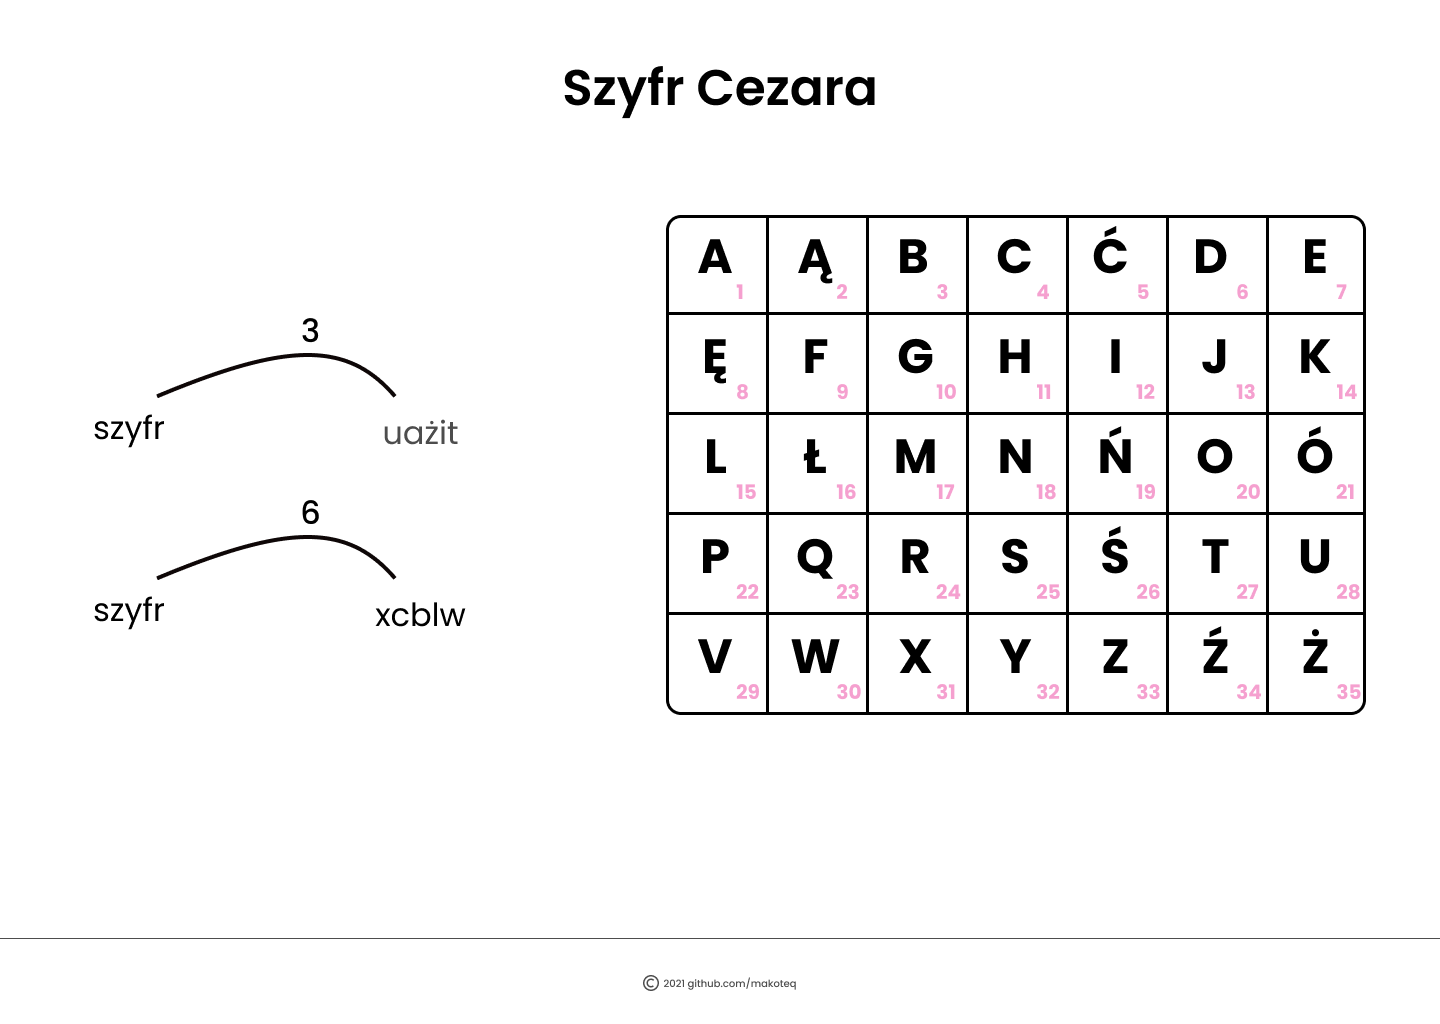 Szyfr Cezara
3
szyfr uażit
6
szyfr xcblw
A 1 Ą 2 B 3 C 4 Ć 5 D 6 E 7
Ę 8 F 9 G 10 H 11 I 12 J 13 K 14
L 15 Ł 16 M 17 N 18 Ń 19 O 20 Ó 21
P 22 Q 23 R 24 S 25 Ś 26 T 27 U 28
V 29 W 30 X 31 Y 32 Z 33 Ź 34 Ż 35
© 2021 github.com/makoteq